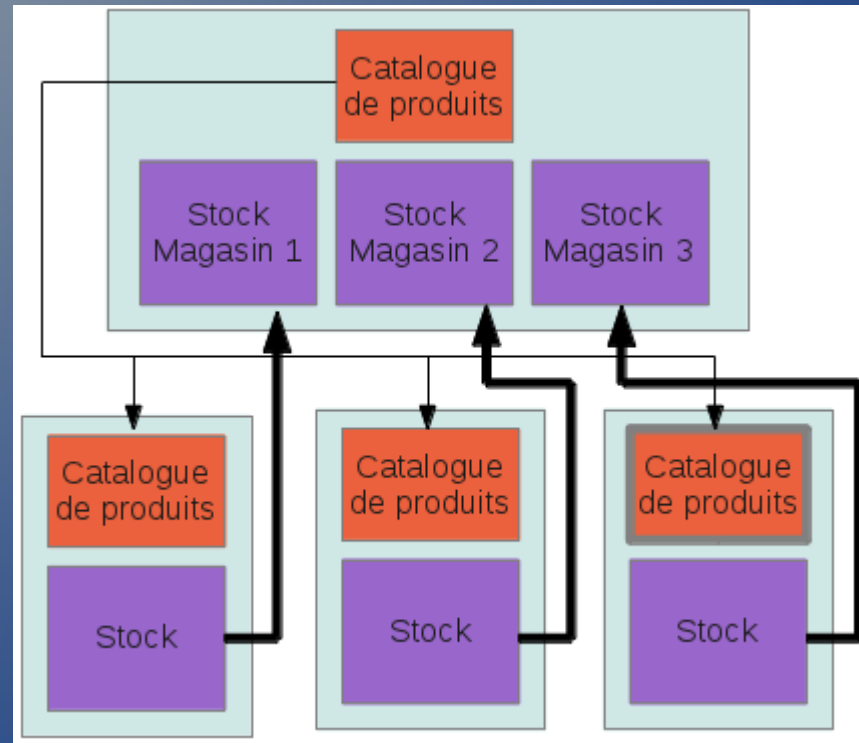 Catalogue
de produits
Stock
Magasin 1
Stock
Magasin 2
Stock
Magasin 3
Catalogue
de produits
Catalogue
de produits
Catalogue
de produits
Stock
Stock
Stock